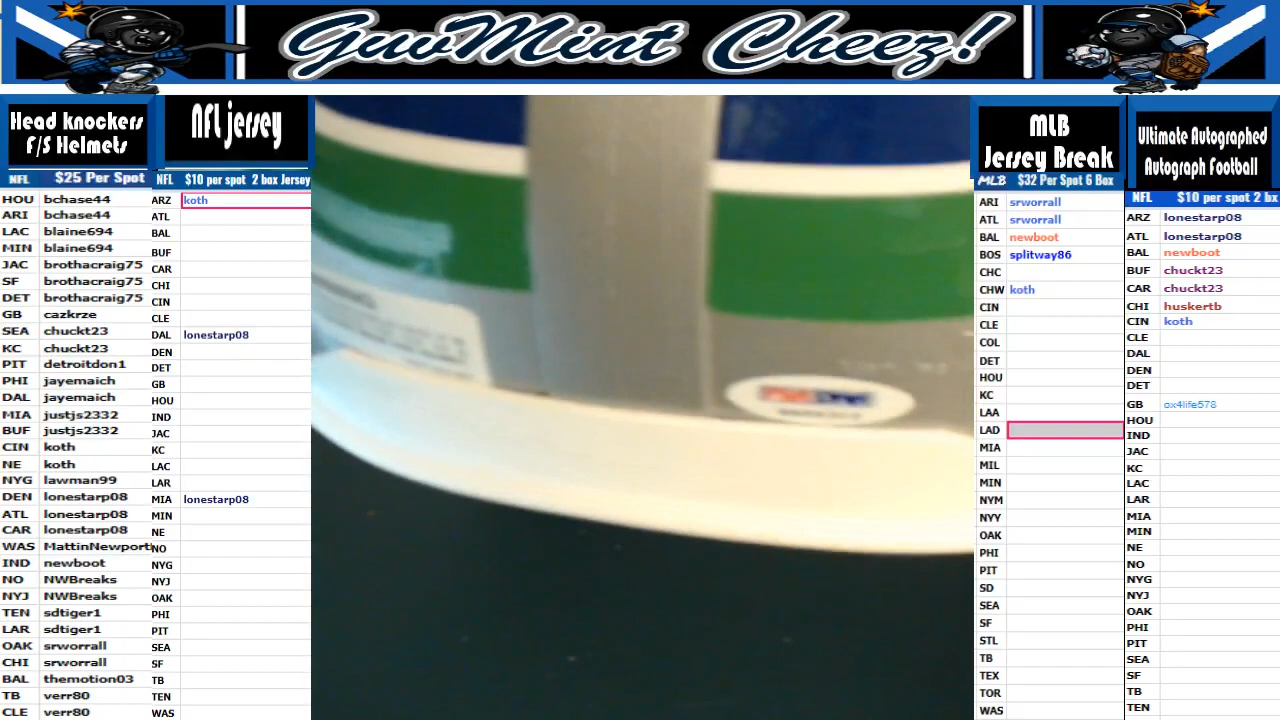 GuvMint Cheez!
Head knockers
F/S Helmets
NFL $25 Per Spot
HOU bchase44
ARI bchase44
LAC blaine694
MIN blaine694
JAC brothacraig75
SF brothacraig75
DET brothacraig75
GB cazkrze
SEA chuckt23
KC chuckt23
PIT detroitdon1
PHI jayemaich
DAL jayemaich
MIA justjs2332
BUF justjs2332
CIN koth
NE koth
NYG lawman99
DEN lonestarp08
ATL lonestarp08
CAR lonestarp08
WAS MattinNewport
IND newboot
NO NWBreaks
NYJ NWBreaks
TEN sdtiger1
LAR sdtiger1
OAK srworrall
CHI srworrall
BAL themotion03
TB verr80
CLE verr80
NFL jersey
NFL $10 per spot 2 box Jersey
ARZ koth
ATL
BAL
BUF
CAR
CHI
CIN
CLE
DAL lonestarp08
DEN
DET
GB
HOU
IND
JAC
KC
LAC
LAR
MIA lonestarp08
MIN
NE
NO
NYG
NYJ
OAK
PHI
PIT
SEA
SF
TB
TEN
WAS
MLB
Jersey Break
MLB $32 Per Spot 6 Box
ARI srworrall
ATL srworrall
BAL newboot
BOS splitway86
CHC
CHW koth
CIN
CLE
COL
DET
HOU
KC
LAA
LAD
MIA
MIL
MIN
NYM
NYY
OAK
PHI
PIT
SD
SEA
SF
STL
TB
TEX
TOR
WAS
Ultimate Autographed
Autograph Football
NFL $10 per spot 2 bx
ARZ lonestarp08
ATL lonestarp08
BAL newboot
BUF chuckt23
CAR chuckt23
CHI huskertb
CIN koth
CLE
DAL
DEN
DET
GB ox4life578
HOU
IND
JAC
KC
LAC
LAR
MIA
MIN
NE
NO
NYG
NYJ
OAK
PHI
PIT
SEA
SF
TB
TEN